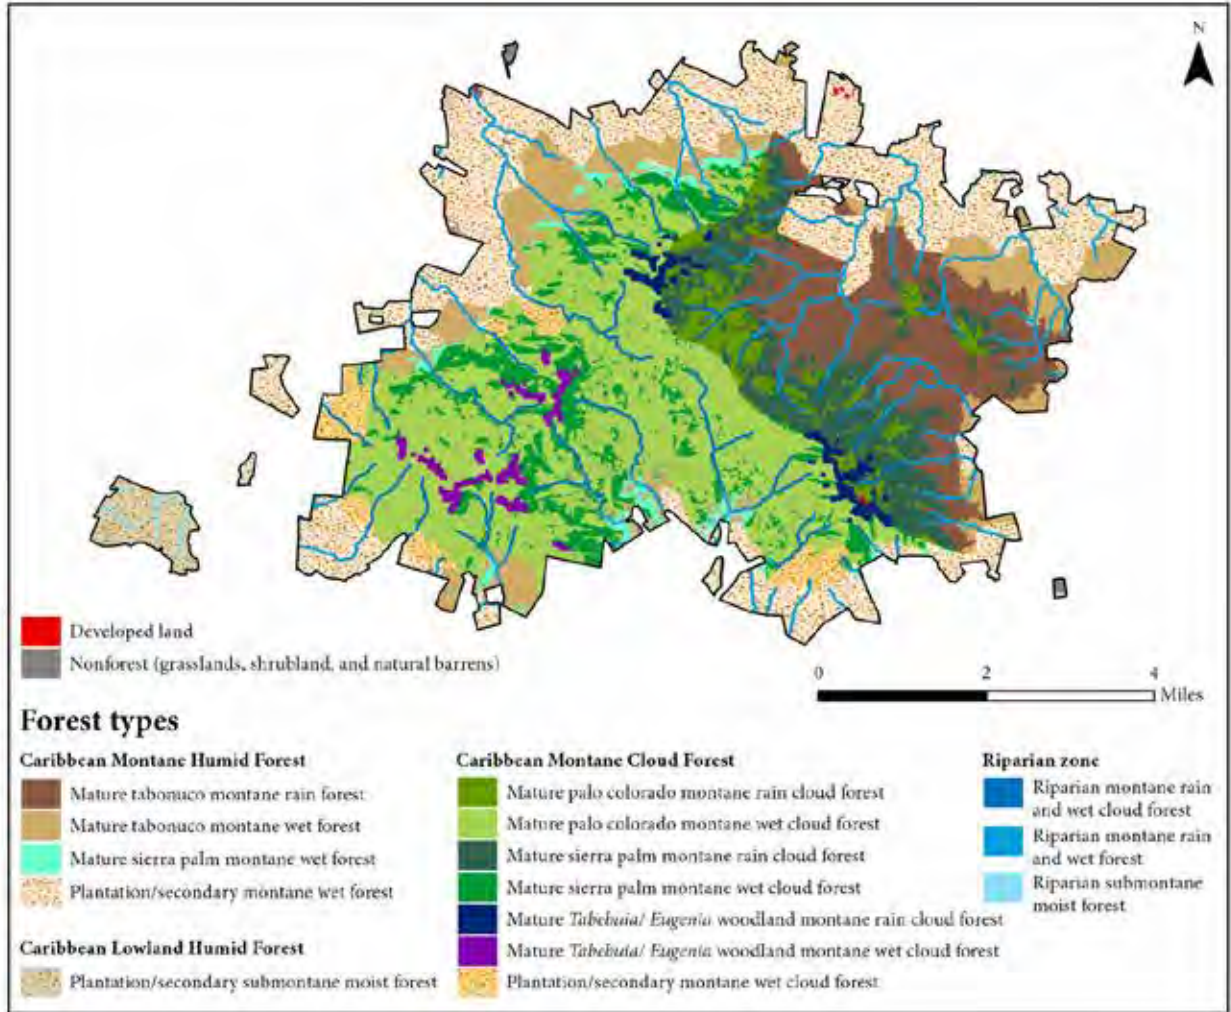 N
Developed land
Nonforest (grasslands, shrubland, and natural barrens)
0 2 4
Miles
Forest types
Caribbean Montane Humid Forest
Mature tabonuco montane rain forest
Mature tabonuco montane wet forest
Mature sierra palm montane wet forest
Plantation/secondary montane wet forest
Caribbean Lowland Humid Forest
Plantation/secondary submontane moist forest
Caribbean Montane Cloud Forest
Mature palo colorado montane rain cloud forest
Mature palo colorado montane wet cloud forest
Mature sierra palm montane rain cloud forest
Mature sierra palm montane wet cloud forest
Mature Tabebuia/ Eugenia woodland montane rain cloud forest
Mature Tabebuia/ Eugenia woodland montane wet cloud forest
Plantation/secondary montane wet cloud forest
Riparian zone
Riparian montane rain
and wet cloud forest
Riparian montane rain
and wet forest
Riparian submontane
moist forest